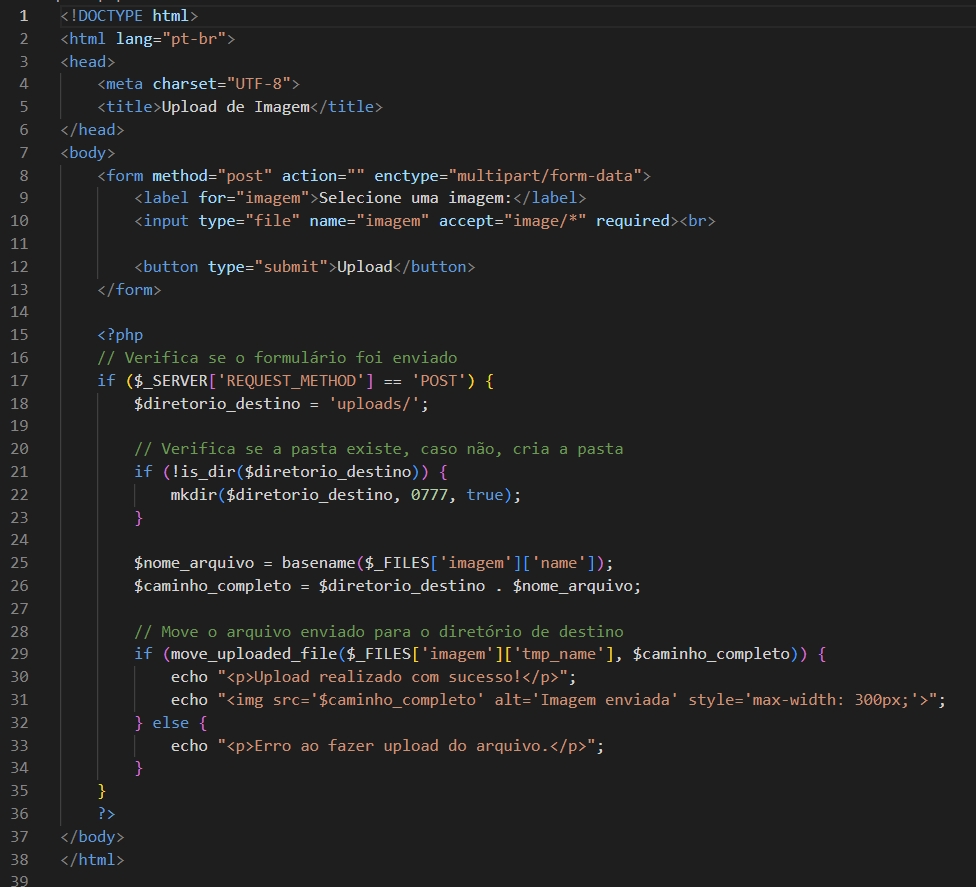 1 <!DOCTYPE html>
2 <html lang="pt-br">
3 <head>
4     <meta charset="UTF-8">
5     <title>Upload de Imagem</title>
6 </head>
7 <body>
8     <form method="post" action="" enctype="multipart/form-data">
9         <label for="imagem">Selecione uma imagem:</label>
10         <input type="file" name="imagem" accept="image/*" required><br>
11
12         <button type="submit">Upload</button>
13     </form>
14
15     <?php
16     // Verifica se o formulário foi enviado
17     if ($_SERVER['REQUEST_METHOD'] == 'POST') {
18         $diretorio_destino = 'uploads/';
19
20         // Verifica se a pasta existe, caso não, cria a pasta
21         if (!is_dir($diretorio_destino)) {
22             mkdir($diretorio_destino, 0777, true);
23         }
24
25         $nome_arquivo = basename($_FILES['imagem']['name']);
26         $caminho_completo = $diretorio_destino . $nome_arquivo;
27
28         // Move o arquivo enviado para o diretório de destino
29         if (move_uploaded_file($_FILES['imagem']['tmp_name'], $caminho_completo)) {
30             echo "<p>Upload realizado com sucesso!</p>";
31             echo "<img src='$caminho_completo' alt='Imagem enviada' style='max-width: 300px;'>";
32         } else {
33             echo "<p>Erro ao fazer upload do arquivo.</p>";
34         }
35     }
36     ?>
37 </body>
38 </html>
39